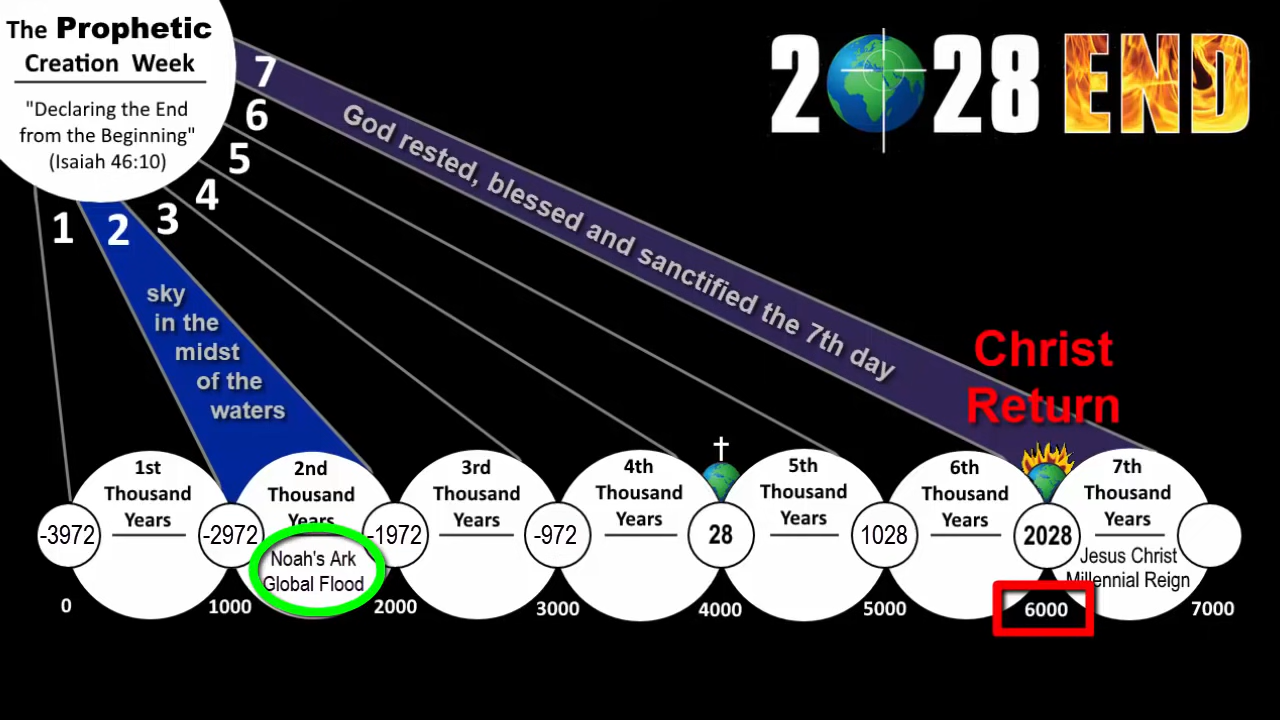 The Prophetic
Creation Week
"Declaring the End
from the Beginning"
(Isaiah 46:10)
2028 END
7
6
5
4
3
2
1
God rested, blessed and sanctified the 7th day
sky
in the
midst
of the
waters
Christ
Return
1st
Thousand
Years
2nd
Thousand
Years
Noah's Ark
Global Flood
3rd
Thousand
Years
4th
Thousand
Years
5th
Thousand
Years
6th
Thousand
Years
7th
Thousand
Years
Jesus Christ
Millennial Reign
-3972
-2972
-1972
-972
28
1028
2028
0
1000
2000
3000
4000
5000
6000
7000